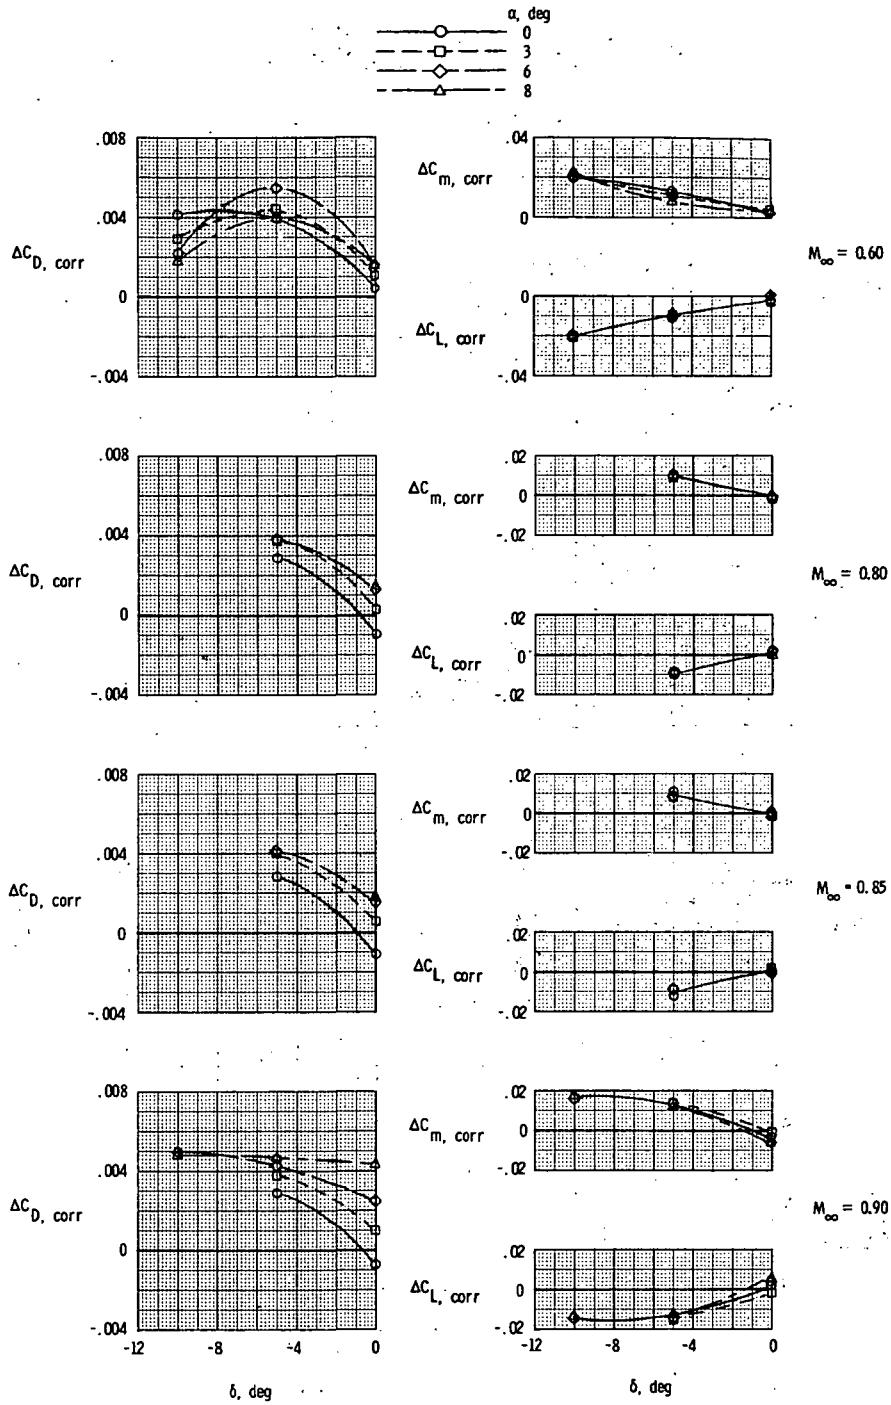 α, deg
0
3
6
8
.008
.004
0
-.004
ΔC_D, corr
.04
0
ΔC_m, corr
0
-.04
ΔC_L, corr
M_∞ = 0.60
.008
.004
0
-.004
ΔC_D, corr
.02
0
-.02
ΔC_m, corr
.02
0
-.02
ΔC_L, corr
M_∞ = 0.80
.008
.004
0
-.004
ΔC_D, corr
.02
0
-.02
ΔC_m, corr
.02
0
-.02
ΔC_L, corr
M_∞ = 0.85
.008
.004
0
-.004
ΔC_D, corr
-12 -8 -4 0
δ, deg
.02
0
-.02
ΔC_m, corr
.02
0
-.02
ΔC_L, corr
-12 -8 -4 0
δ, deg
M_∞ = 0.90